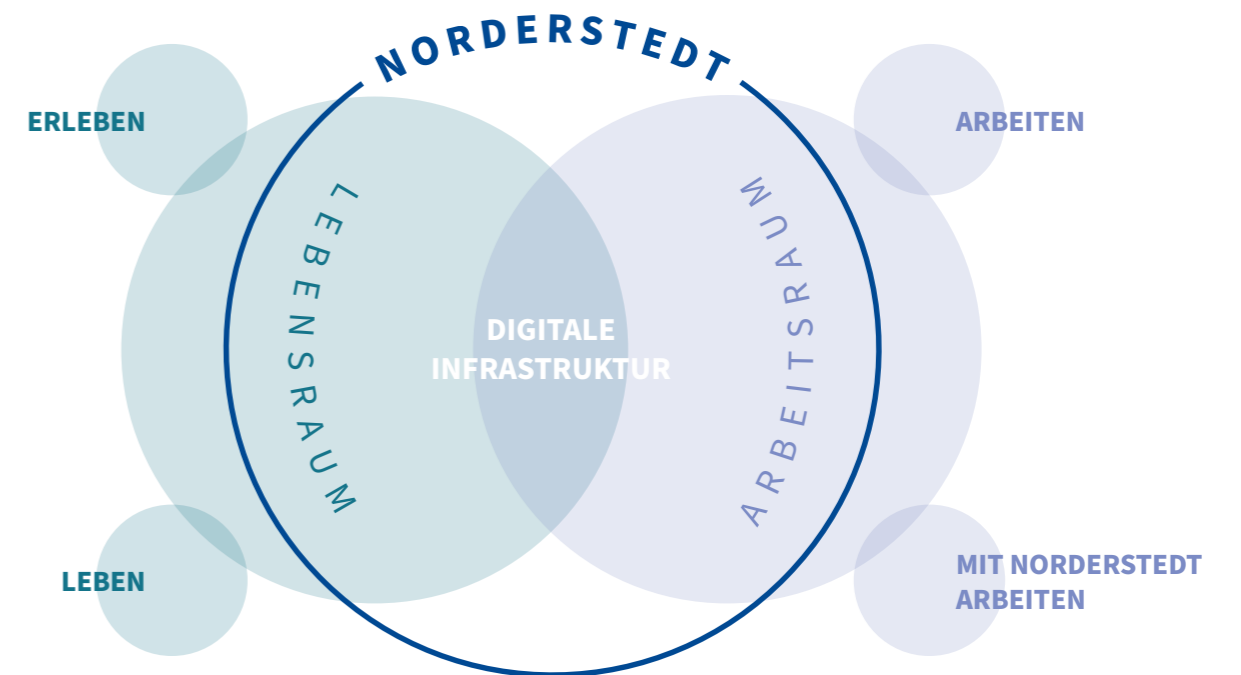 NORDERSTEDT
ERLEBEN
ARBEITEN
LEBENSRAUM
ARBEITSRAUM
DIGITALE
INFRASTRUKTUR
LEBEN
MIT NORDERSTEDT
ARBEITEN